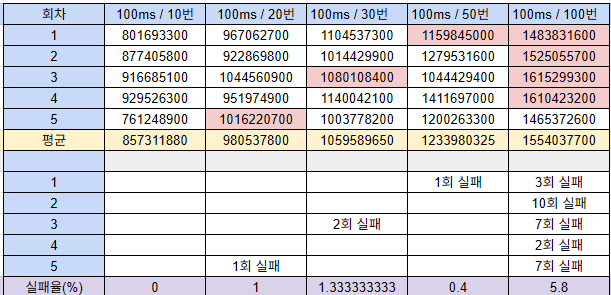 회차 100ms / 10번 100ms / 20번 100ms / 30번 100ms / 50번 100ms / 100번
1 801693300 967062700 1104537300 1159845000 1483831600
2 877405800 922869800 1014429900 1279531600 1525055700
3 916685100 1044560900 1080108400 1044429400 1615299300
4 929526300 951974900 1140042100 1411697000 1610423200
5 761248900 1016220700 1003778200 1200263300 1465372600
평균 857311880 980537800 1059589650 1233980325 1554037700
1 1회 실패 3회 실패
2 10회 실패
3 2회 실패 7회 실패
4 2회 실패
5 1회 실패 7회 실패
실패율(%) 0 1 1.333333333 0.4 5.8